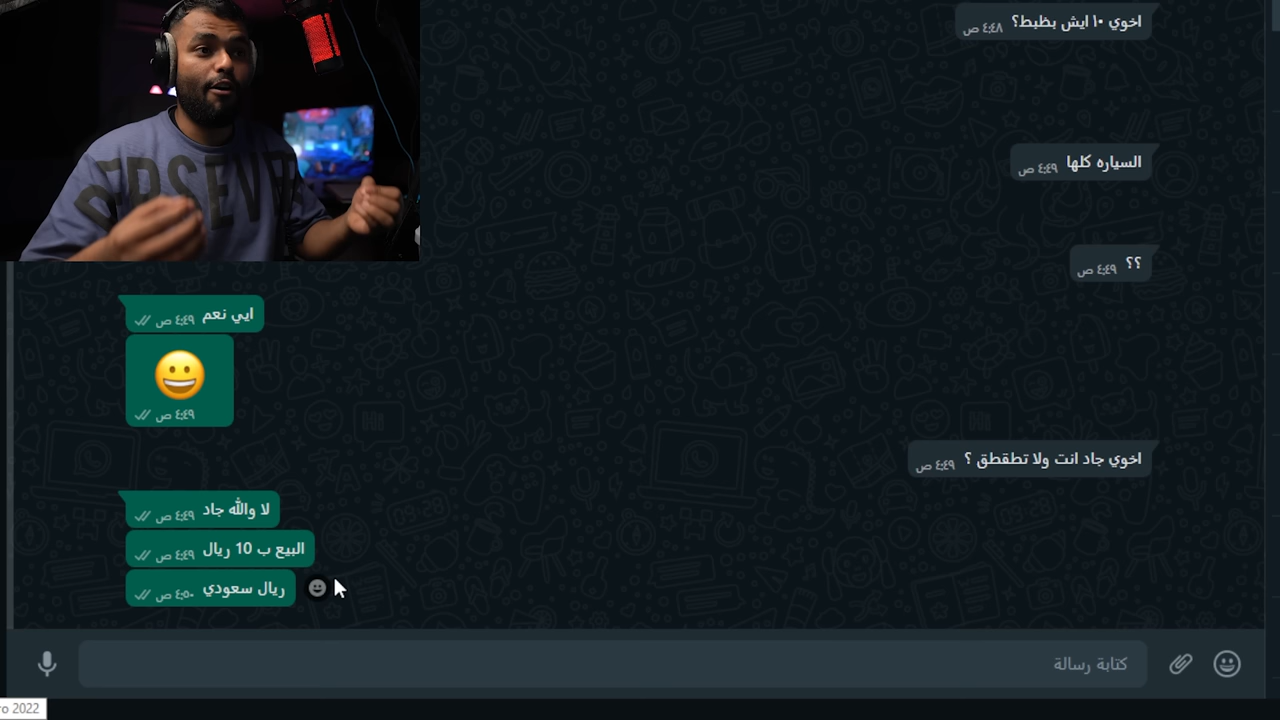 اخوي ١٠ ايش بظبط؟ ٤:٤٨ ص
PERSEVE
السياره كلها ٤:٤٩ ص
؟؟ ٤:٤٩ ص
ايي نعم ٤:٤٩ ص
٤:٤٩ ص
اخوي جاد انت ولا تطقطق ؟ ٤:٤٩ ص
لا والله جاد ٤:٤٩ ص
البيع ب 10 ريال ٤:٤٩ ص
ريال سعودي ٤:٥٠ ص
كتابة رسالة
ro 2022